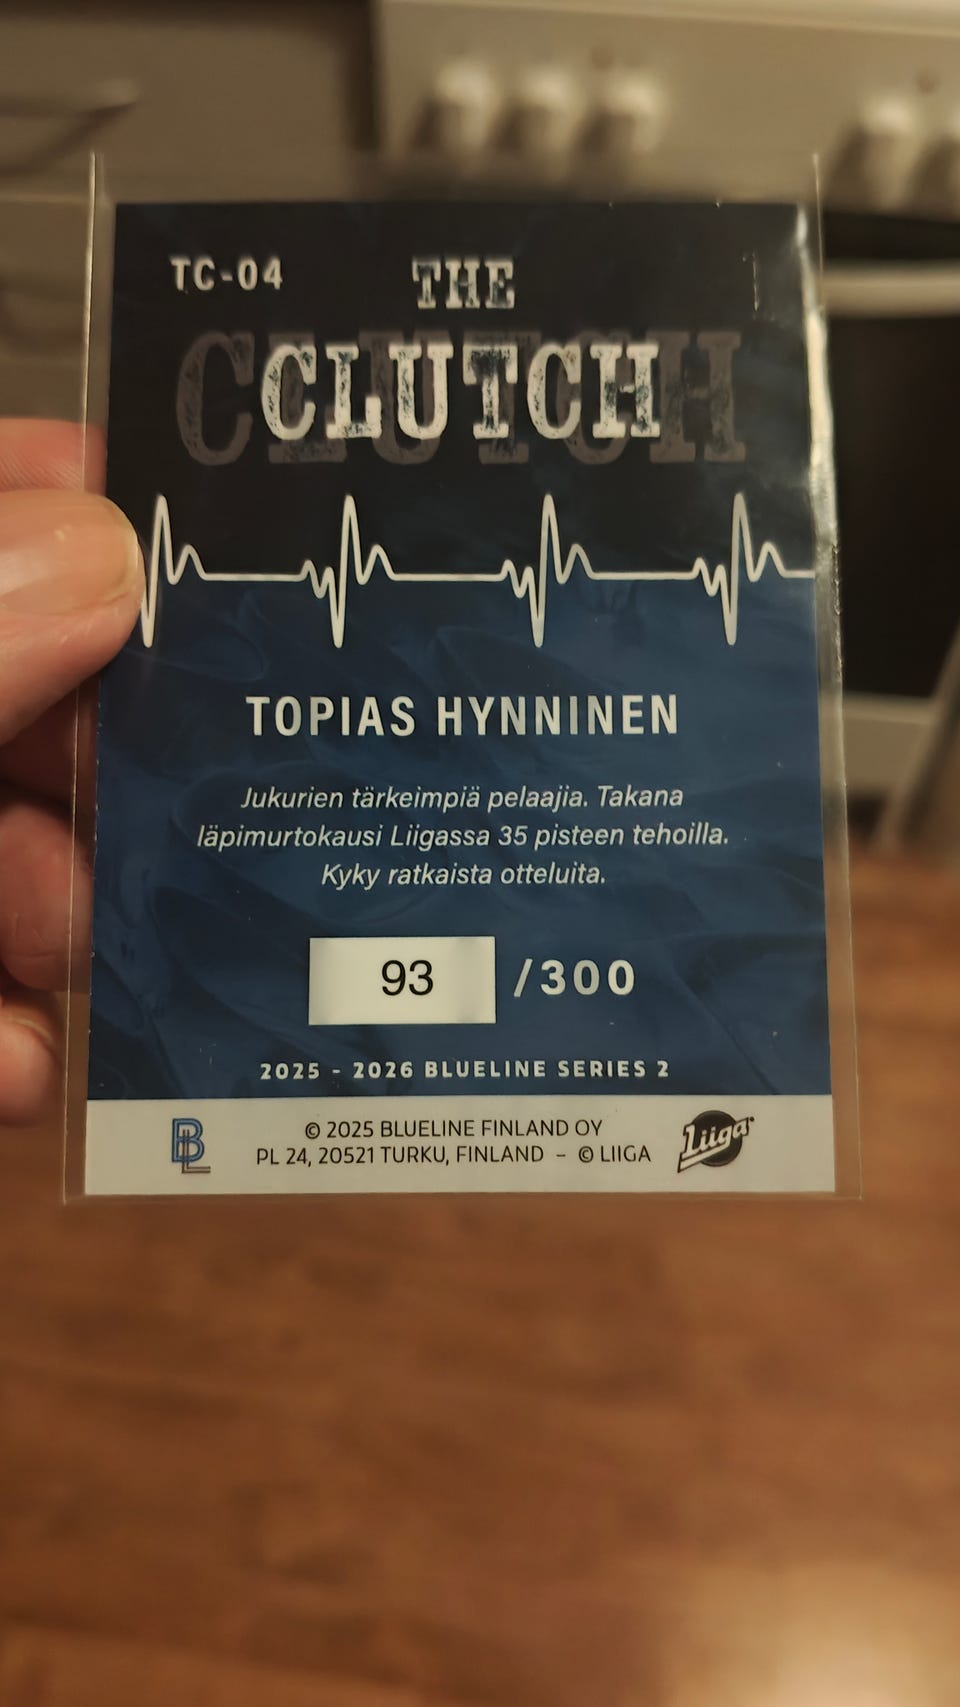 TC-04
THE
CLUTCH
TOPIAS HYNNINEN
Jukurien tärkeimpiä pelaajia. Takana
läpimurtokausi Liigassa 35 pisteen tehoilla.
Kyky ratkaista otteluita.
93 /300
2025 - 2026 BLUELINE SERIES 2
BL
© 2025 BLUELINE FINLAND OY
PL 24, 20521 TURKU, FINLAND - © LIIGA
Liiga